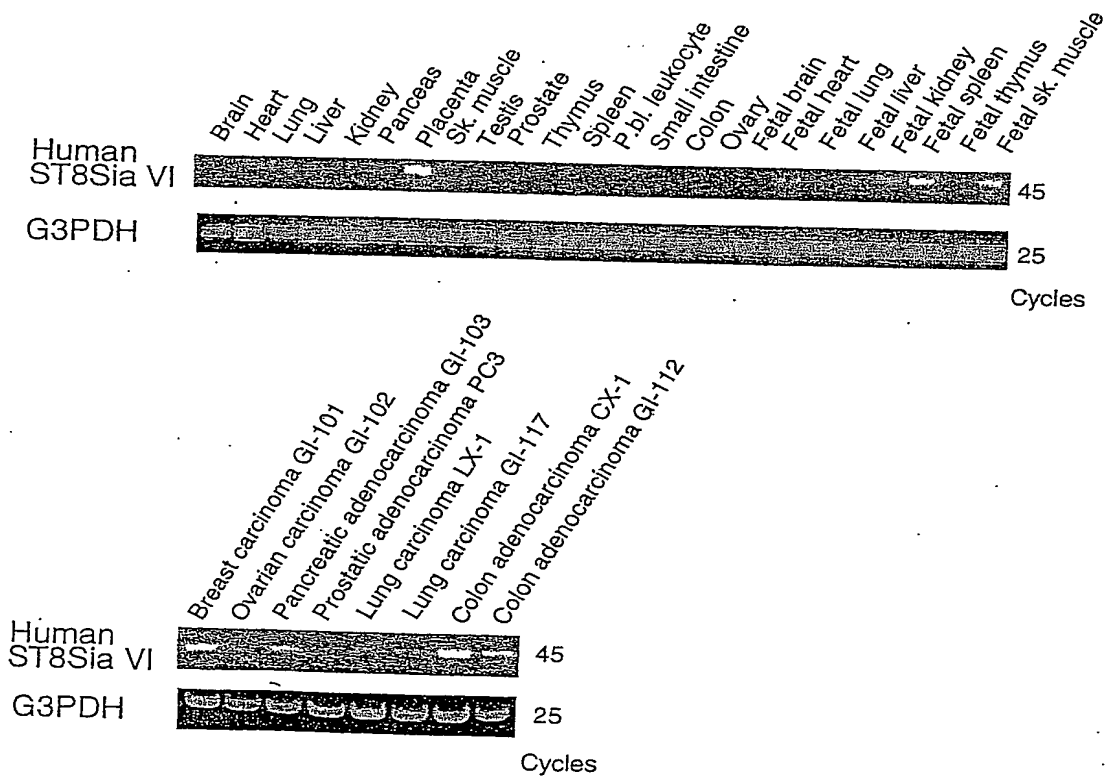 Brain
Heart
Lung
Liver
Kidney
Panceas
Placenta
Sk. muscle
Testis
Prostate
Thymus
Spleen
P.bl. leukocyte
Small intestine
Colon
Ovary
Fetal brain
Fetal heart
Fetal lung
Fetal liver
Fetal kidney
Fetal spleen
Fetal thymus
Fetal sk. muscle
Human
ST8Sia VI
45
G3PDH
25
Cycles
Breast carcinoma GI-101
Ovarian carcinoma GI-102
Pancreatic adenocarcinoma GI-103
Prostatic adenocarcinoma PC3
Lung carcinoma LX-1
Lung carcinoma GI-117
Colon adenocarcinoma CX-1
Colon adenocarcinoma GI-112
Human
ST8Sia VI
45
G3PDH
25
Cycles